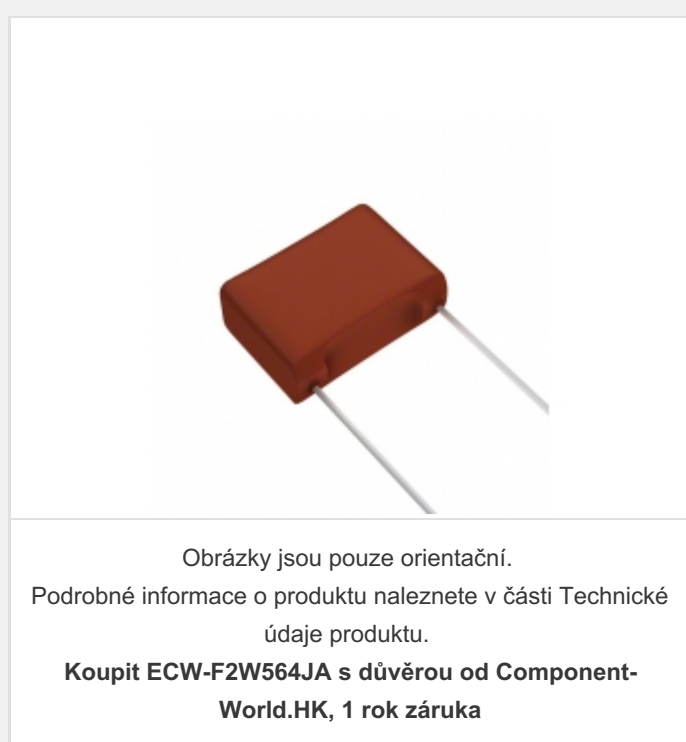 Obrázky jsou pouze orientační.
Podrobné informace o produktu naleznete v části Technické
údaje produktu.
Koupit ECW-F2W564JA s důvěrou od Component-
World.HK, 1 rok záruka